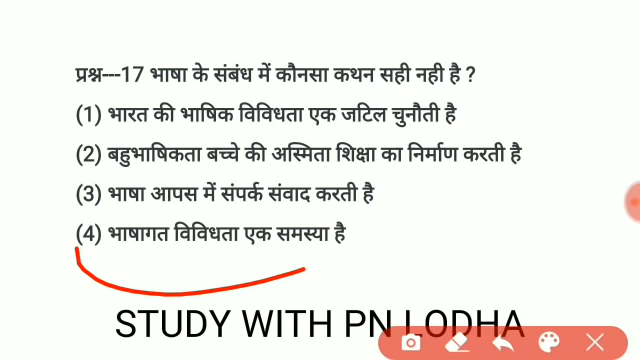 प्रश्न---17 भाषा के संबंध में कौनसा कथन सही नही है ?
(1) भारत की भाषिक विविधता एक जटिल चुनौती है
(2) बहुभाषिकता बच्चे की अस्मिता शिक्षा का निर्माण करती है
(3) भाषा आपस में संपर्क संवाद करती है
(4) भाषागत विविधता एक समस्या है
STUDY WITH PN LODHA